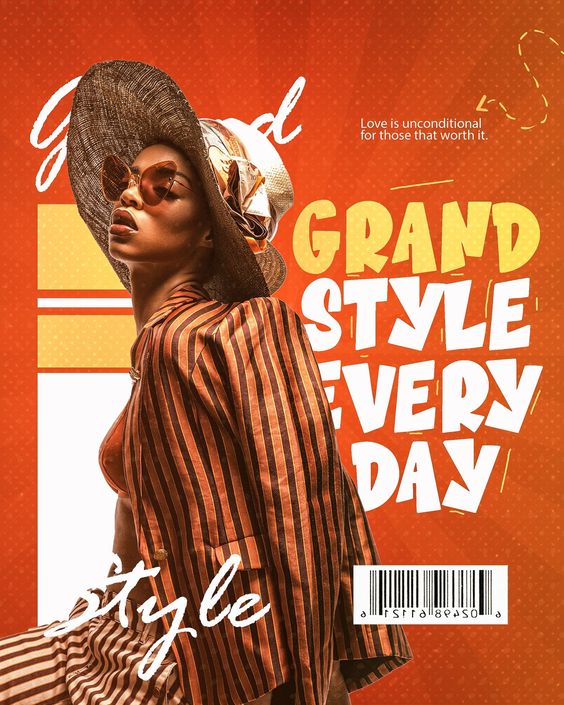 Love is unconditional
for those that worth it.
GRAND
STYLE
EVERY
DAY
style